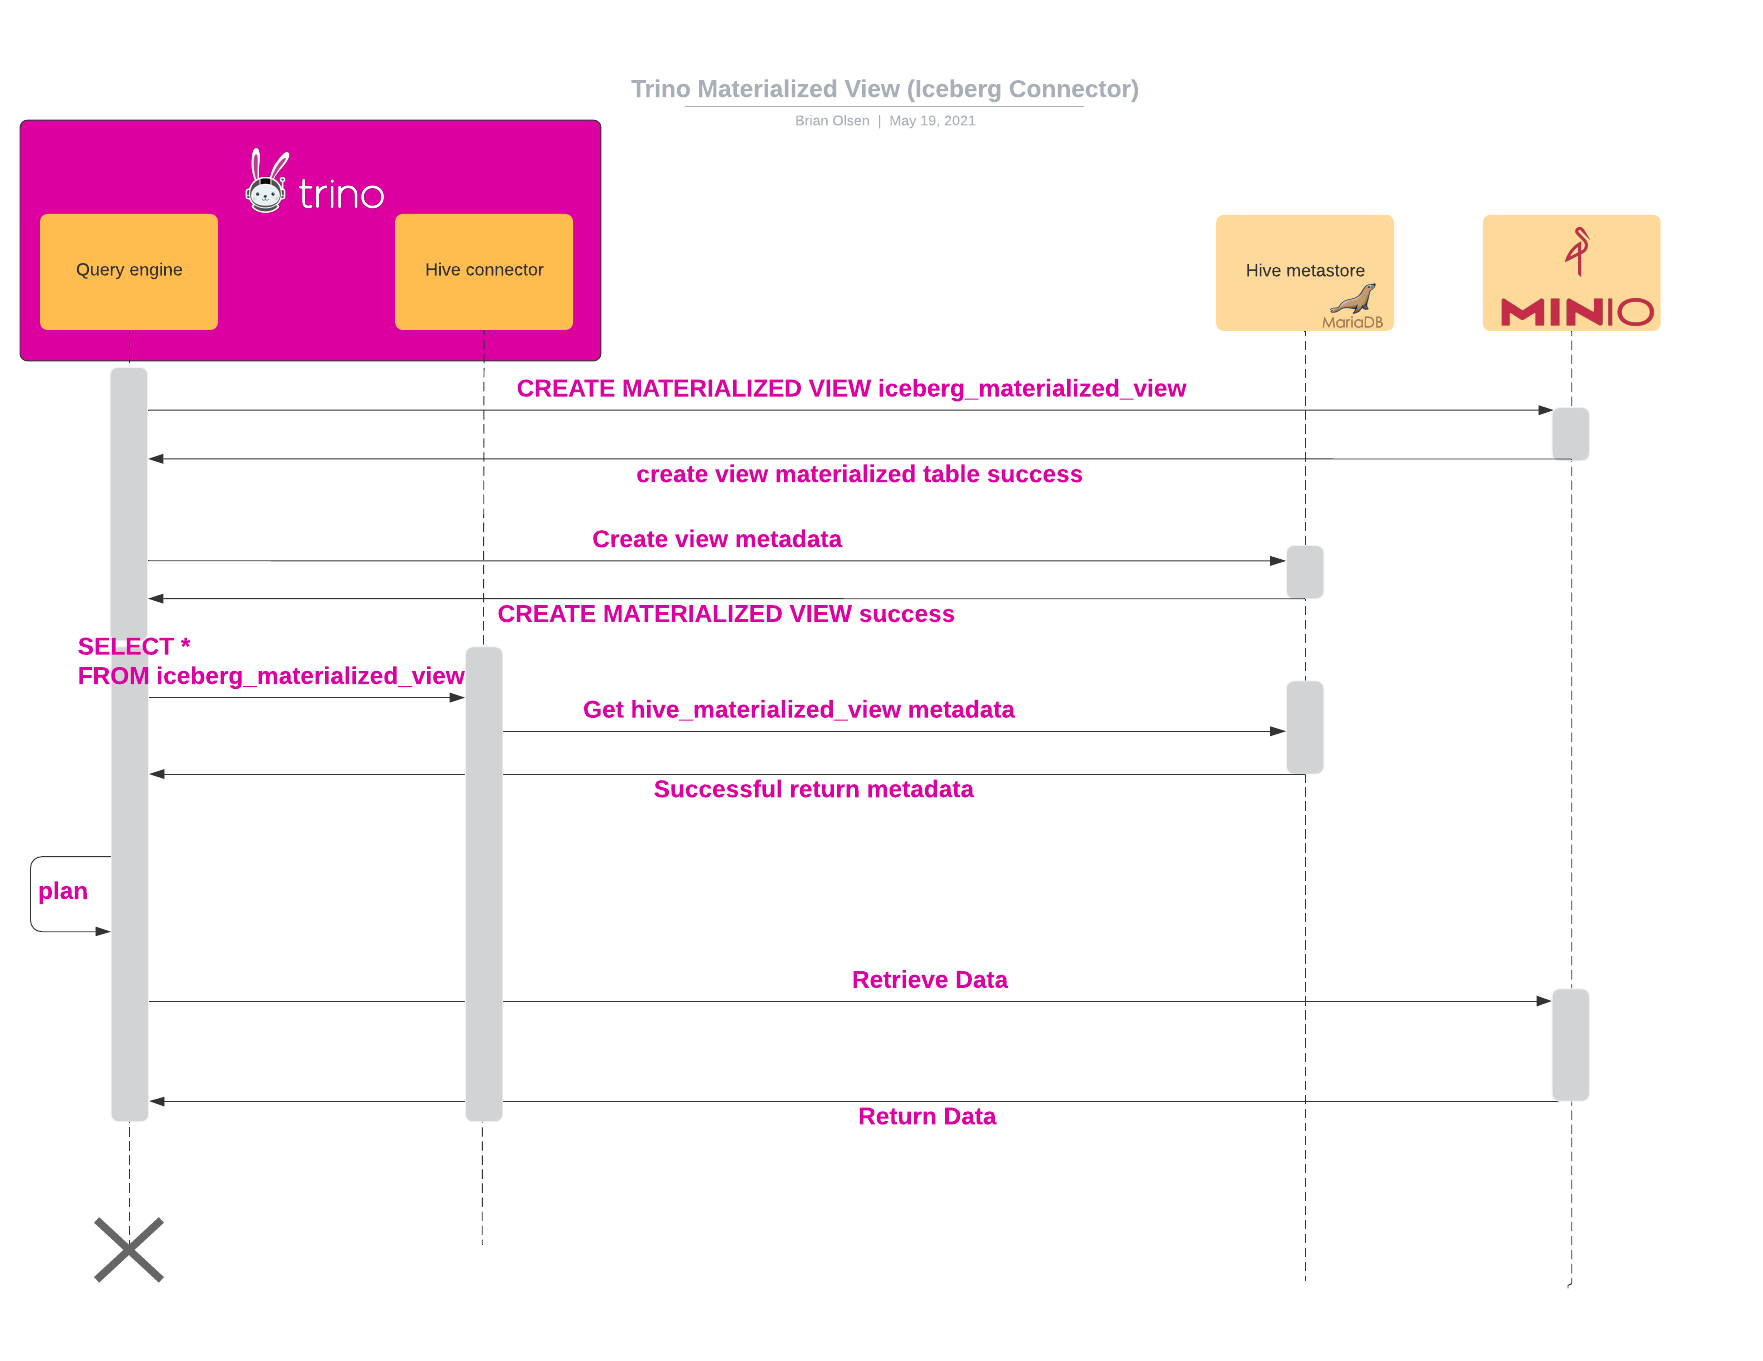 Trino Materialized View (Iceberg Connector)
Brian Olsen | May 19, 2021
trino
Query engine
Hive connector
Hive metastore
MariaDB
MINIO
CREATE MATERIALIZED VIEW iceberg_materialized_view
create view materialized table success
Create view metadata
CREATE MATERIALIZED VIEW success
SELECT *
FROM iceberg_materialized_view
Get hive_materialized_view metadata
Successful return metadata
plan
Retrieve Data
Return Data